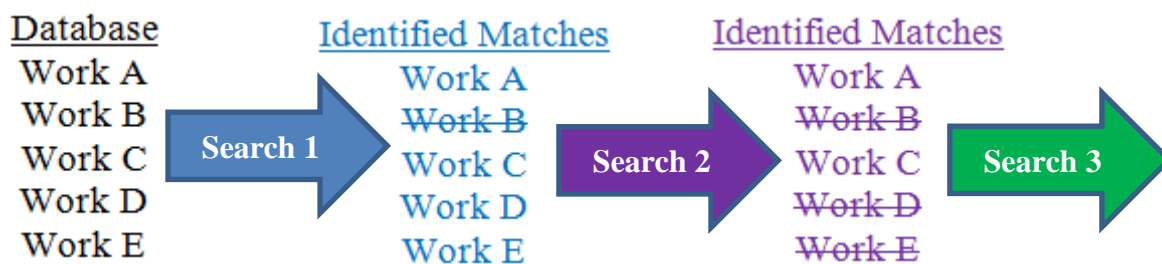 Database
Work A
Work B
Work C
Work D
Work E
Search 1
Identified Matches
Work A
Work B
Work C
Work D
Work E
Search 2
Identified Matches
Work A
Work B
Work C
Work D
Work E
Search 3